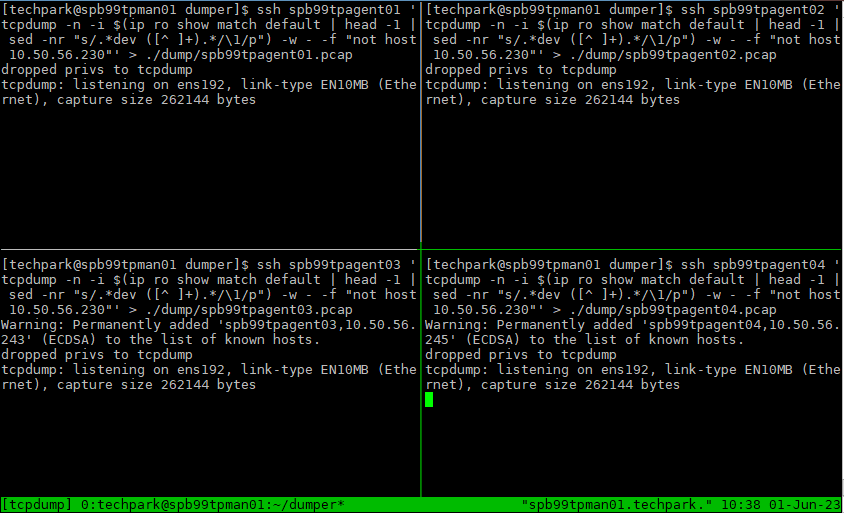 [techpark@spb99tpman01 dumper]$ ssh spb99tpagent01 '
tcpdump -n -i $(ip ro show match default | head -1 |
 sed -nr "s/.*dev ([^ ]+).*/\1/p") -w - -f "not host
 10.50.56.230"' > ./dump/spb99tpagent01.pcap
dropped privs to tcpdump
tcpdump: listening on ens192, link-type EN10MB (Ethe
rnet), capture size 262144 bytes
[techpark@spb99tpman01 dumper]$ ssh spb99tpagent02 '
tcpdump -n -i $(ip ro show match default | head -1 |
 sed -nr "s/.*dev ([^ ]+).*/\1/p") -w - -f "not host
 10.50.56.230"' > ./dump/spb99tpagent02.pcap
dropped privs to tcpdump
tcpdump: listening on ens192, link-type EN10MB (Ethe
rnet), capture size 262144 bytes
[techpark@spb99tpman01 dumper]$ ssh spb99tpagent03 '
tcpdump -n -i $(ip ro show match default | head -1 |
 sed -nr "s/.*dev ([^ ]+).*/\1/p") -w - -f "not host
 10.50.56.230"' > ./dump/spb99tpagent03.pcap
Warning: Permanently added 'spb99tpagent03,10.50.56.
243' (ECDSA) to the list of known hosts.
dropped privs to tcpdump
tcpdump: listening on ens192, link-type EN10MB (Ethe
rnet), capture size 262144 bytes
[techpark@spb99tpman01 dumper]$ ssh spb99tpagent04 '
tcpdump -n -i $(ip ro show match default | head -1 |
 sed -nr "s/.*dev ([^ ]+).*/\1/p") -w - -f "not host
 10.50.56.230"' > ./dump/spb99tpagent04.pcap
Warning: Permanently added 'spb99tpagent04,10.50.56.
245' (ECDSA) to the list of known hosts.
dropped privs to tcpdump
tcpdump: listening on ens192, link-type EN10MB (Ethe
rnet), capture size 262144 bytes
[tcpdump] 0:techpark@spb99tpman01:~/dumper* "spb99tpman01.techpark." 10:38 01-Jun-23